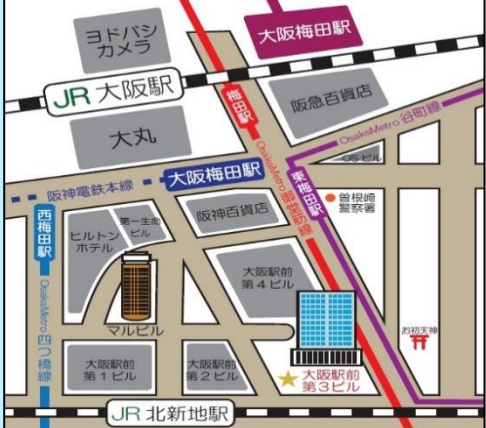 ヨドバシ
カメラ
大阪梅田駅
JR 大阪駅
梅田駅
阪急百貨店
大丸
OsakaMetro 谷町線
OSビル
OsakaMetro 御堂筋線
東梅田駅
阪神電鉄本線
大阪梅田駅
曽根崎
警察署
西梅田駅
阪神百貨店
第一生命
ビル
ヒルトン
ホテル
大阪駅前
第4ビル
OsakaMetro 四つ橋線
マルビル
お初天神
大阪駅前
第1ビル
大阪駅前
第2ビル
大阪駅前
第3ビル
JR 北新地駅